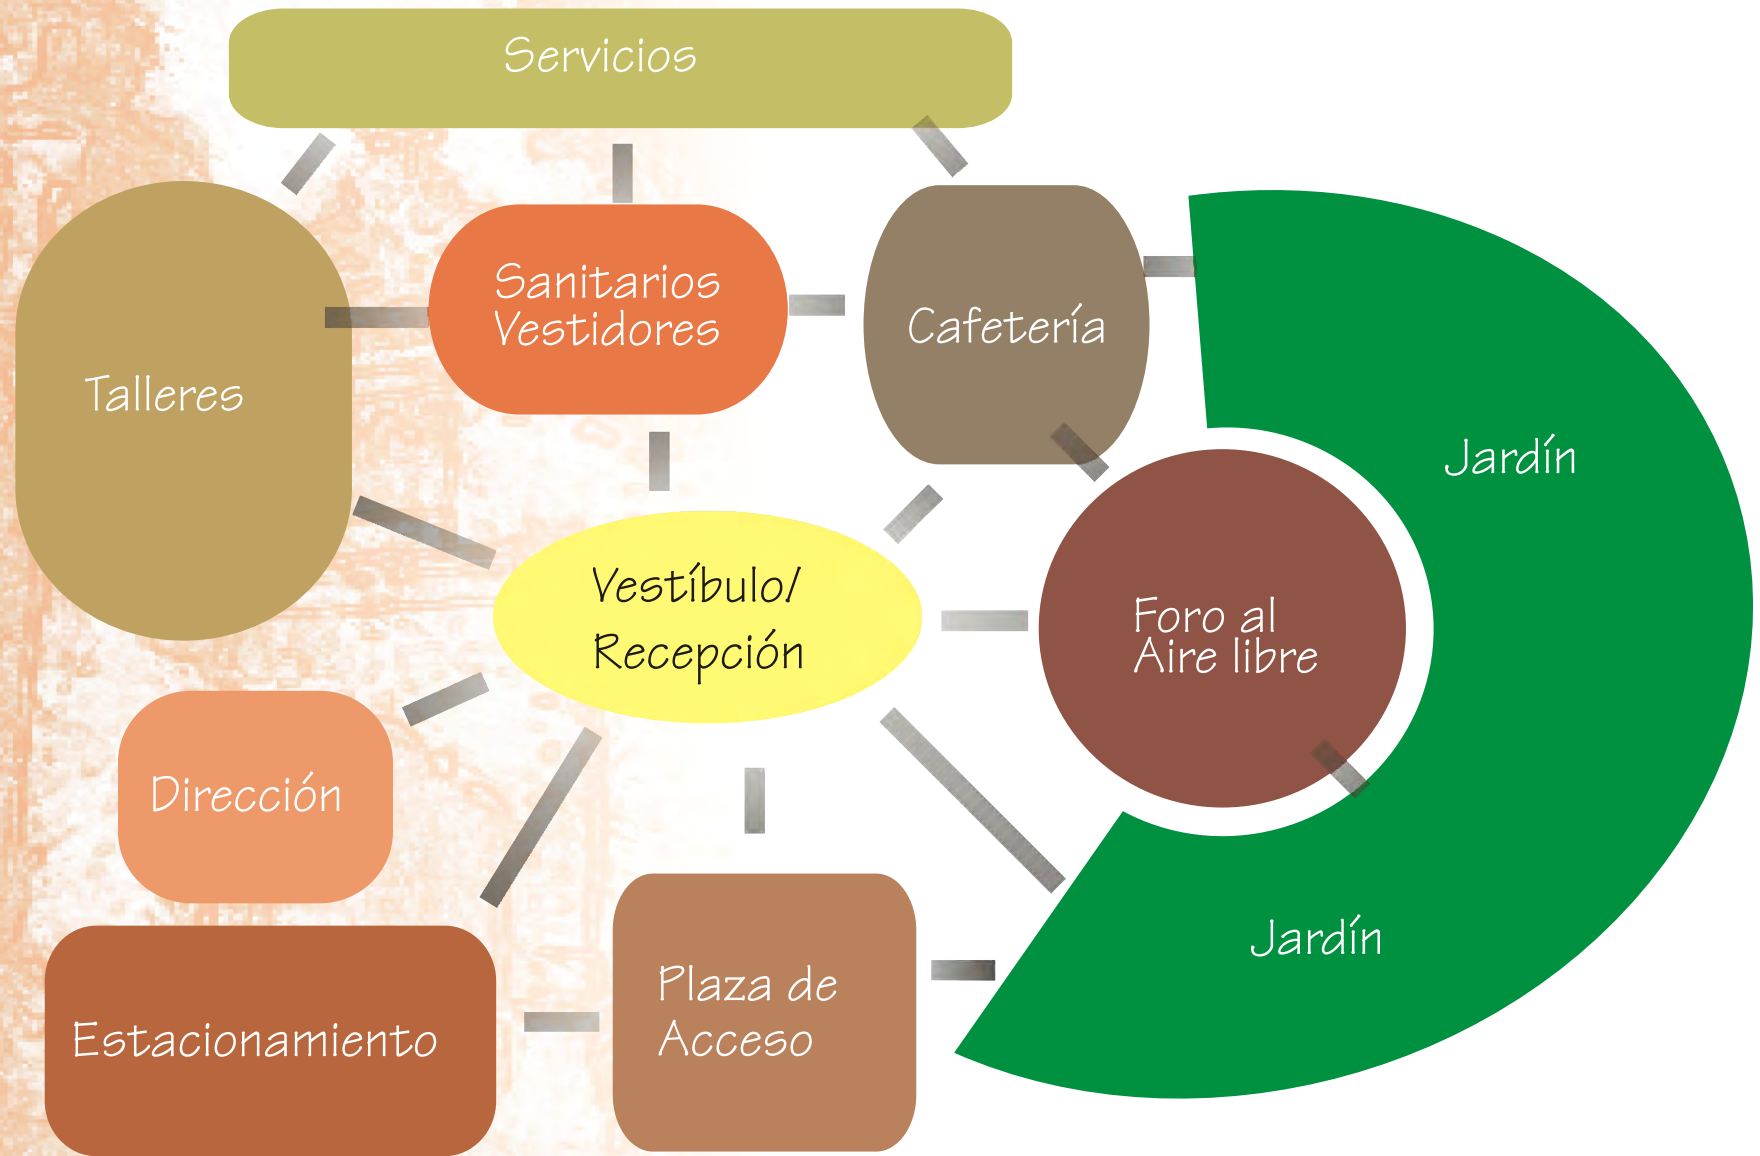 Servicios
Sanitarios
Vestidores
Cafetería
Talleres
Jardín
Vestíbulo/
Recepción
Foro al
Aire libre
Dirección
Jardín
Plaza de
Acceso
Estacionamiento